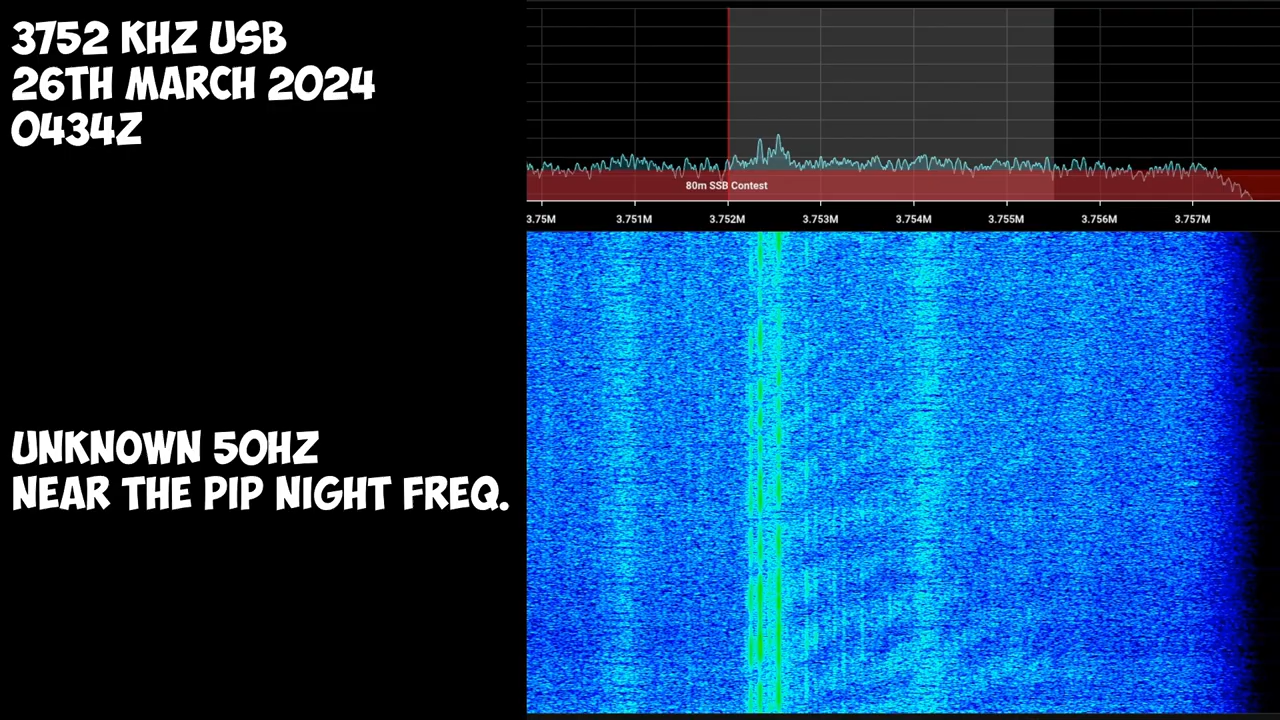 3752 KHZ USB
26TH MARCH 2024
0434Z
80m SSB Contest
3.75M 3.751M 3.752M 3.753M 3.754M 3.755M 3.756M 3.757M
UNKNOWN 50HZ
NEAR THE PIP NIGHT FREQ.